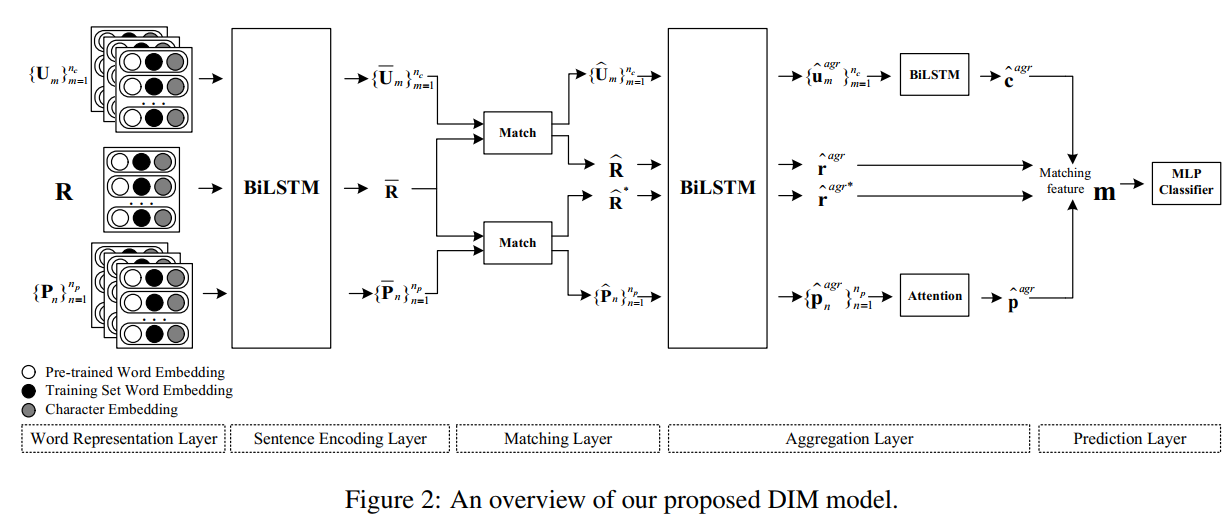 {U_m}_{m=1}^{n_c}
BiLSTM
{U̅_m}_{m=1}^{n_c}
Match
{Û_m}_{m=1}^{n_c}
BiLSTM
{û_m^{agr}}_{m=1}^{n_c}
BiLSTM
ĉ^{agr}
. . .
R
. . .
R̅
R̂
R̂^*
r̂^{agr}
r̂^{agr*}
Matching
feature m
MLP
Classifier
{P_n}_{n=1}^{n_p}
. . .
{P̅_n}_{n=1}^{n_p}
Match
{P̂_n}_{n=1}^{n_p}
{p̂_n^{agr}}_{n=1}^{n_p}
Attention
p̂^{agr}
Pre-trained Word Embedding
Training Set Word Embedding
Character Embedding
Word Representation Layer
Sentence Encoding Layer
Matching Layer
Aggregation Layer
Prediction Layer
Figure 2: An overview of our proposed DIM model.